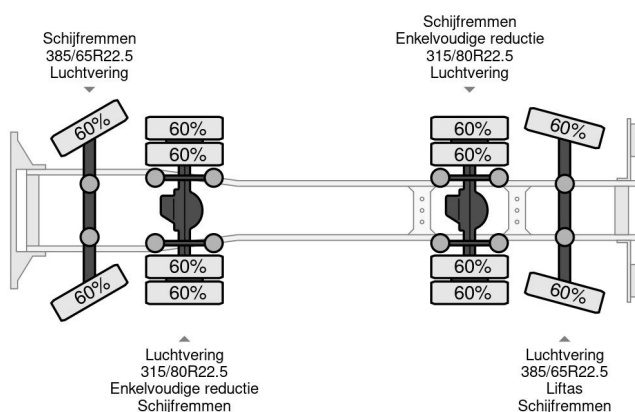 Schijfremmen
385/65R22.5
Luchtvering
Schijfremmen
Enkelvoudige reductie
315/80R22.5
Luchtvering
60%
60%
60%
60%
60%
60%
60%
60%
60%
60%
60%
60%
Luchtvering
315/80R22.5
Enkelvoudige reductie
Schijfremmen
Luchtvering
385/65R22.5
Liftas
Schijfremmen